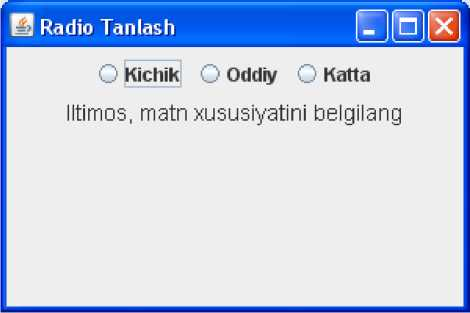 Radio Tanlash
Kichik Oddiy Katta
Iltimos, matn xususiyatini belgilang